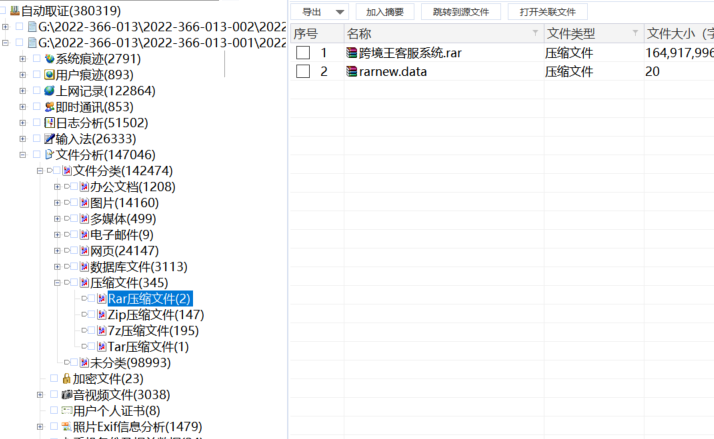 自动取证(380319)
G:\2022-366-013\2022-366-013-002\2022
G:\2022-366-013\2022-366-013-001\2022
系统痕迹(2791)
用户痕迹(893)
上网记录(122864)
即时通讯(853)
日志分析(51502)
输入法(26333)
文件分析(147046)
文件分类(142474)
办公文档(1208)
图片(14160)
多媒体(499)
电子邮件(9)
网页(24147)
数据库文件(3113)
压缩文件(345)
Rar压缩文件(2)
Zip压缩文件(147)
7z压缩文件(195)
Tar压缩文件(1)
未分类(98993)
加密文件(23)
音视频文件(3038)
用户个人证书(8)
照片Exif信息分析(1479)
导出 加入摘要 跳转到源文件 打开关联文件
序号 名称 文件类型 文件大小（字
1 跨境王客服系统.rar 压缩文件 164,917,996
2 rarnew.data 压缩文件 20